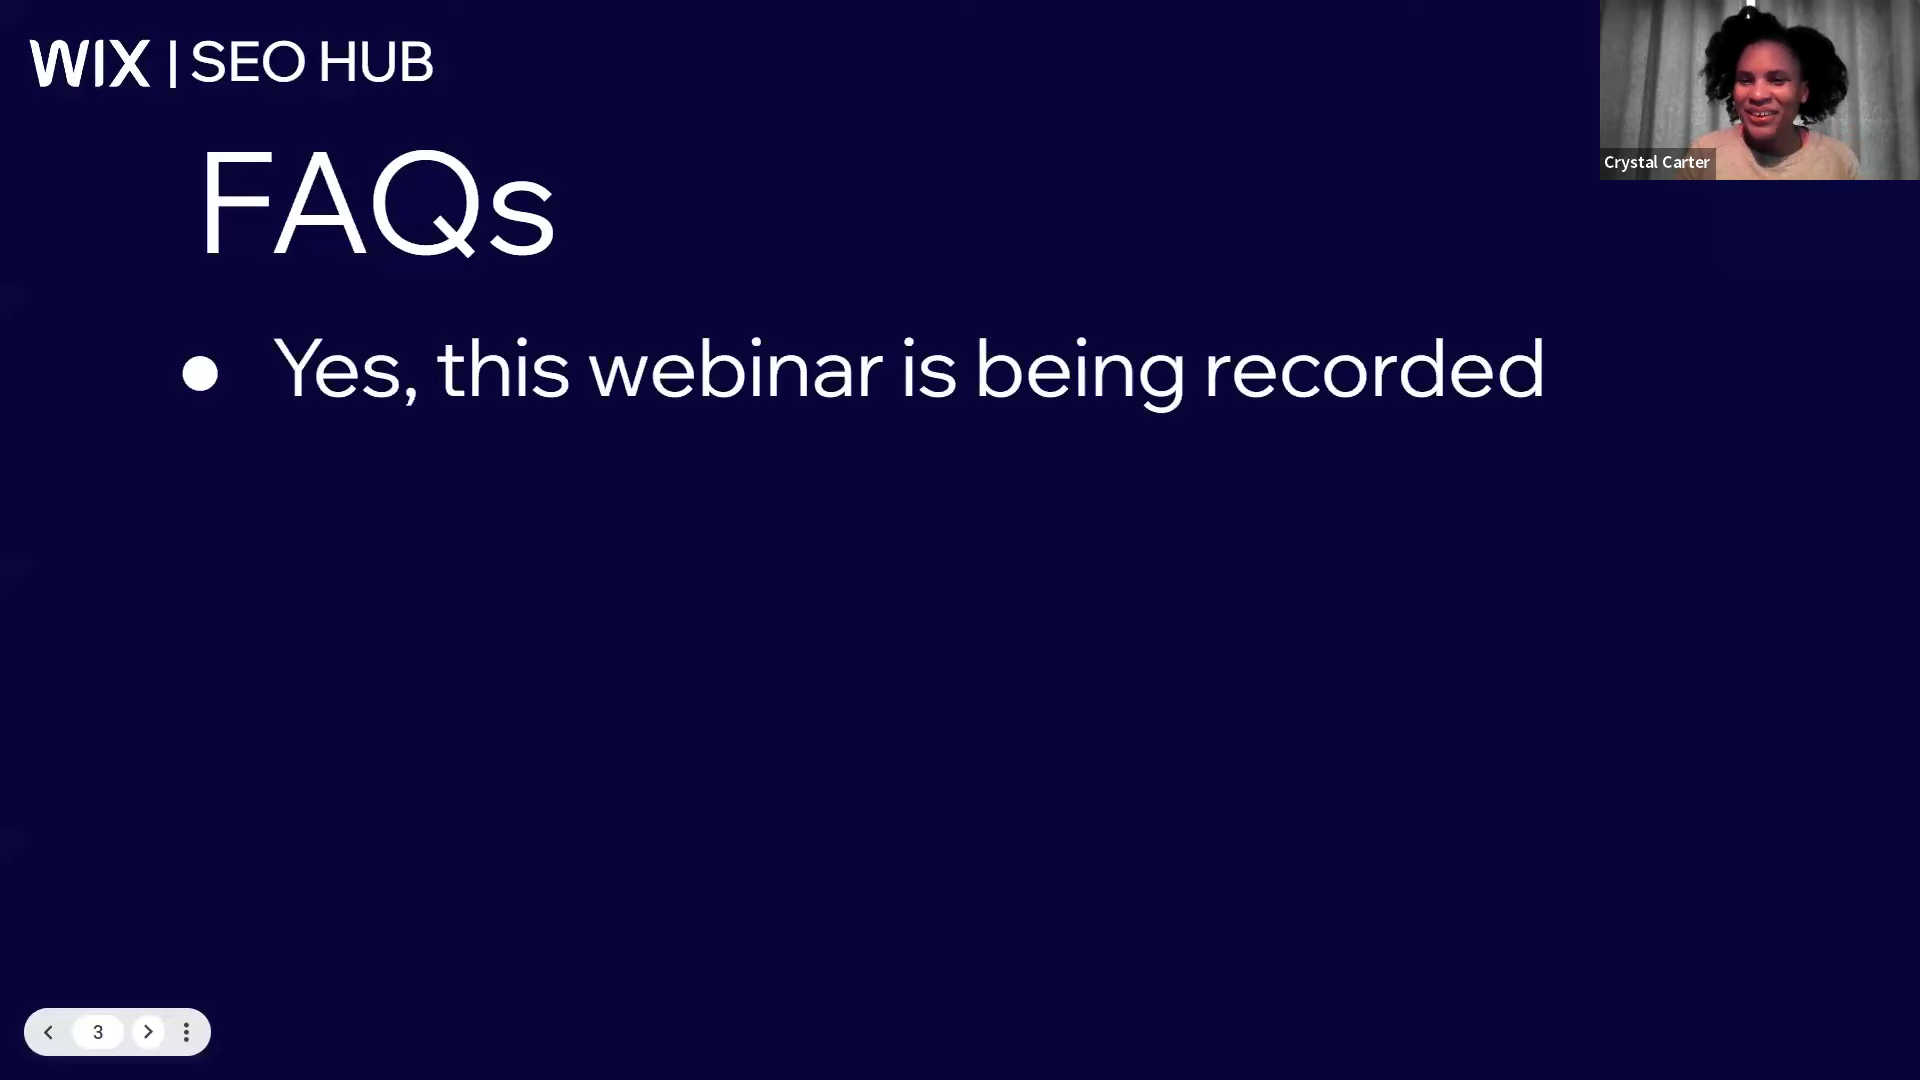 WIX | SEO HUB
Crystal Carter
FAQs
● Yes, this webinar is being recorded
3